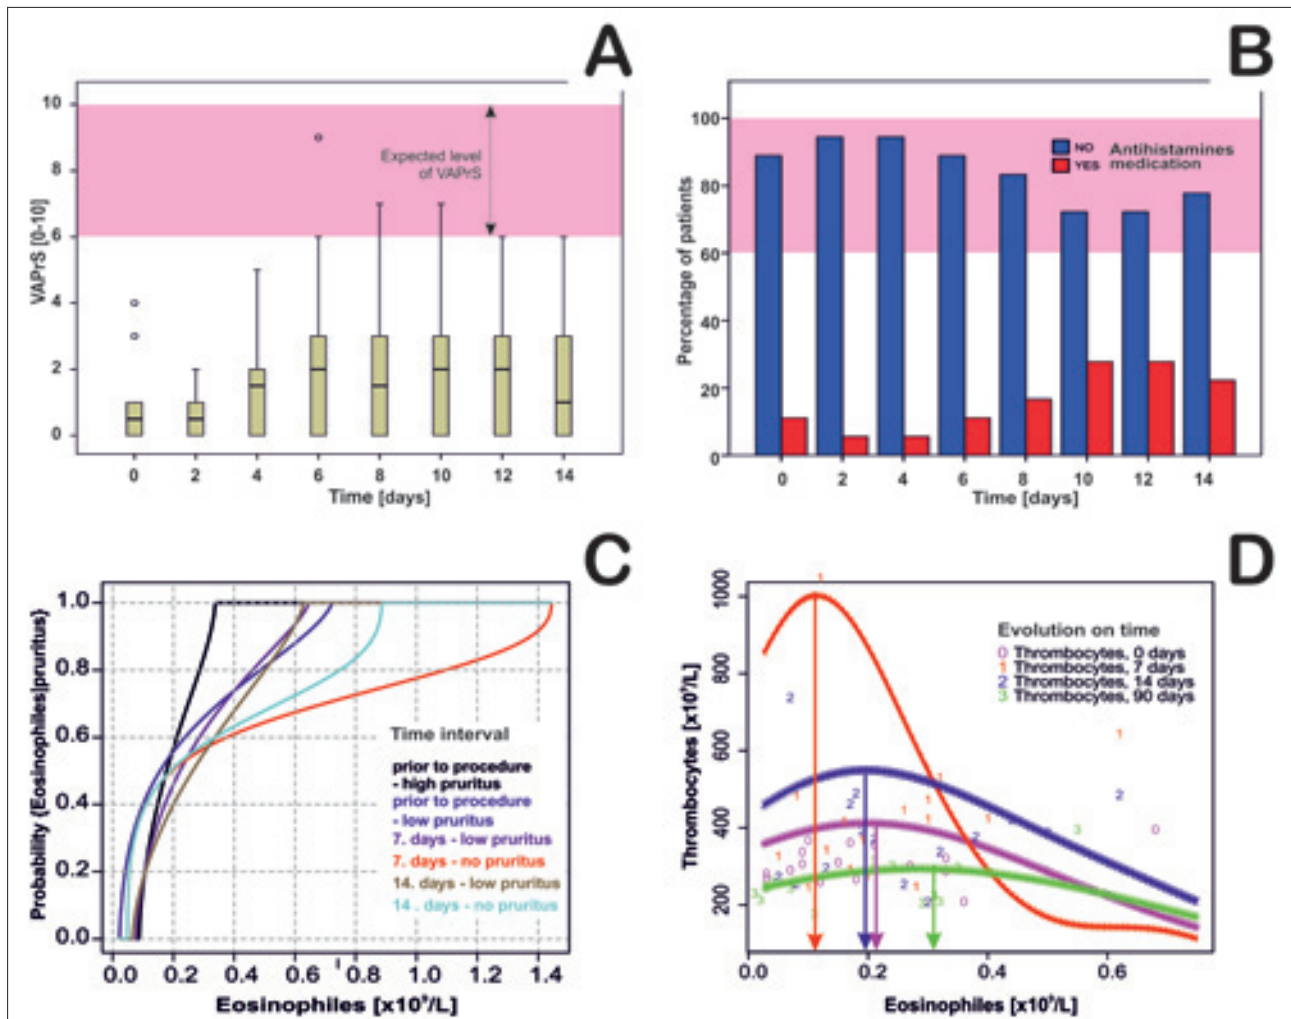 A
10
8
6
4
2
0
VAPrS [0-10]
Expected level
of VAPrS
0 2 4 6 8 10 12 14
Time [days]
B
100
80
60
40
20
0
Percentage of patients
NO
YES
Antihistamines
medication
0 2 4 6 8 10 12 14
Time [days]
C
1.0
0.8
0.6
0.4
0.2
0.0
Probability {Eosinophiles|pruritus}
Time interval
prior to procedure
- high pruritus
prior to procedure
- low pruritus
7. days - low pruritus
7. days - no pruritus
14. days - low pruritus
14 . days - no pruritus
0.0 0.2 0.4 0.6 0.8 1.0 1.2 1.4
Eosinophiles [x10⁹/L]
D
1000
800
600
400
200
Thrombocytes [x10⁹/L]
Evolution on time
0 Thrombocytes, 0 days
1 Thrombocytes, 7 days
2 Thrombocytes, 14 days
3 Thrombocytes, 90 days
0.0 0.2 0.4 0.6
Eosinophiles [x10⁹/L]